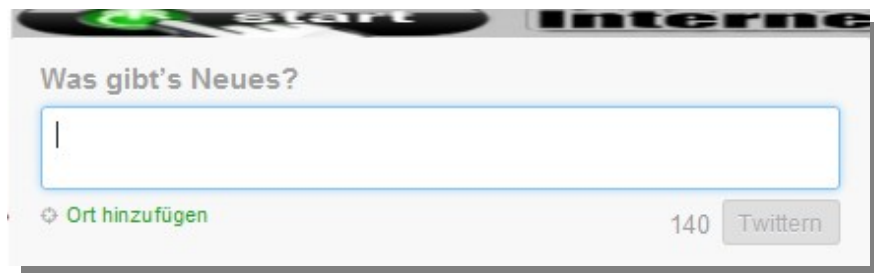 start Interne
Was gibt's Neues?
Ort hinzufügen
140 Twittern